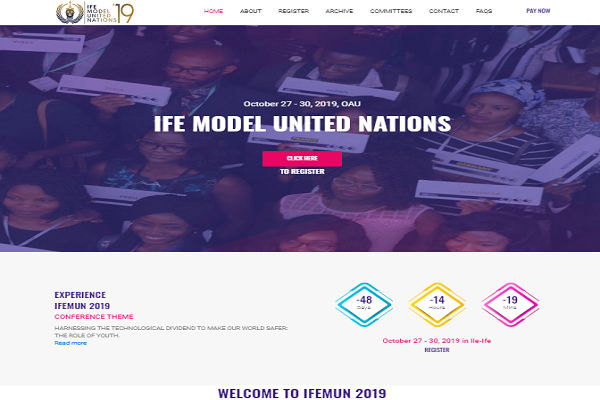 IFE
MODEL
UNITED
NATIONS
'19
HOME ABOUT REGISTER ARCHIVE COMMITTEES CONTACT FAQS PAY NOW
October 27 - 30, 2019, OAU
IFE MODEL UNITED NATIONS
CLICK HERE
TO REGISTER
EXPERIENCE
IFEMUN 2019
CONFERENCE THEME
HARNESSING THE TECHNOLOGICAL DIVIDEND TO MAKE OUR WORLD SAFER:
THE ROLE OF YOUTH.
Read more
-48
Days
-14
Hours
-19
Mins
October 27 - 30, 2019 in Ile-Ife
REGISTER
WELCOME TO IFEMUN 2019